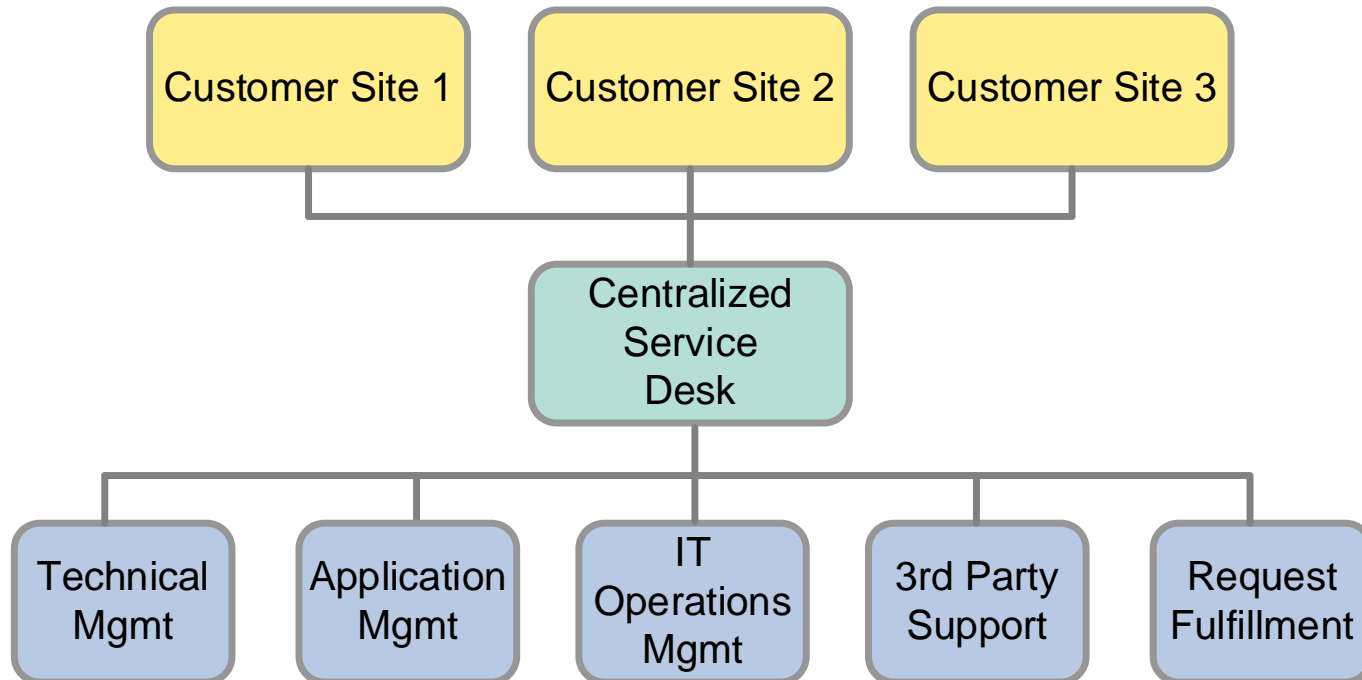 Customer Site 1
Customer Site 2
Customer Site 3
Centralized
Service
Desk
Technical
Mgmt
Application
Mgmt
IT
Operations
Mgmt
3rd Party
Support
Request
Fulfillment